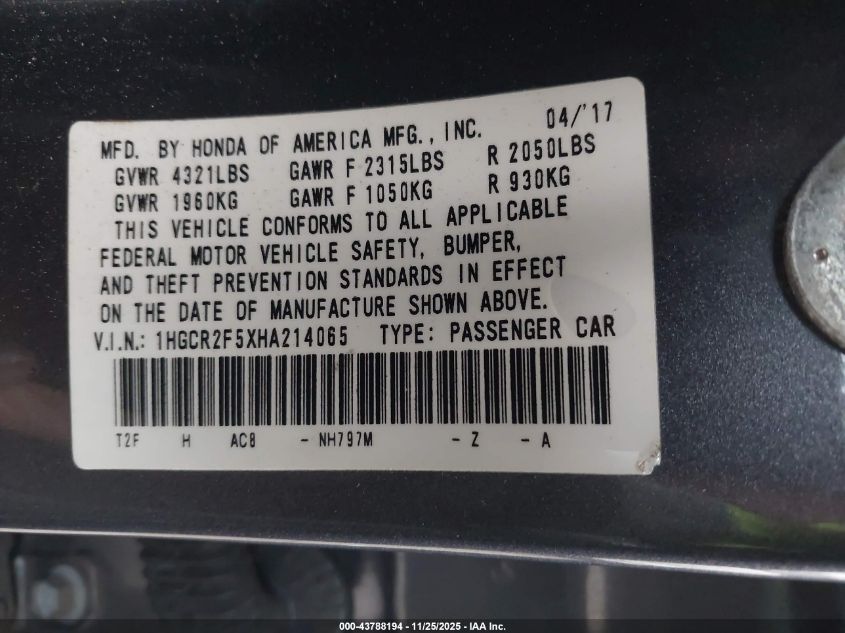 MFD. BY HONDA OF AMERICA MFG., INC. 04/'17
GVWR 4321LBS GAWR F 2315LBS R 2050LBS
GVWR 1960KG GAWR F 1050KG R 930KG
THIS VEHICLE CONFORMS TO ALL APPLICABLE
FEDERAL MOTOR VEHICLE SAFETY, BUMPER,
AND THEFT PREVENTION STANDARDS IN EFFECT
ON THE DATE OF MANUFACTURE SHOWN ABOVE.
V.I.N.: 1HGCR2F5XHA214065 TYPE: PASSENGER CAR
T2F H AC8 - NH797M - Z - A
000-43788194 - 11/25/2025 - IAA Inc.